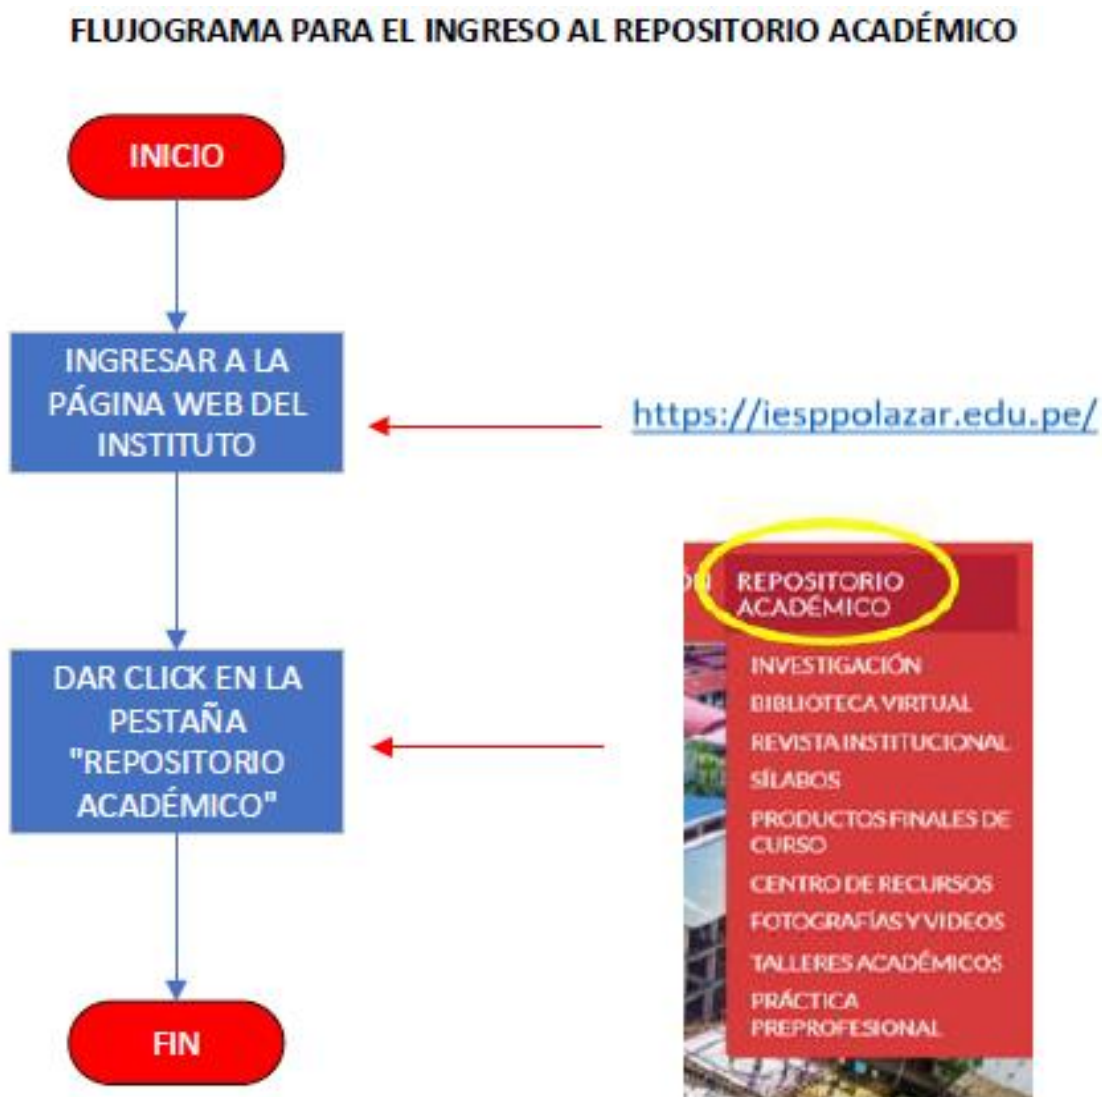 FLUJOGRAMA PARA EL INGRESO AL REPOSITORIO ACADÉMICO
INICIO
INGRESAR A LA
PÁGINA WEB DEL
INSTITUTO
https://iesppolazar.edu.pe/
DAR CLICK EN LA
PESTAÑA
"REPOSITORIO
ACADÉMICO"
REPOSITORIO
ACADÉMICO
INVESTIGACIÓN
BIBLIOTECA VIRTUAL
REVISTA INSTITUCIONAL
SÍLABOS
PRODUCTOS FINALES DE
CURSO
CENTRO DE RECURSOS
FOTOGRAFÍAS Y VIDEOS
TALLERES ACADÉMICOS
PRÁCTICA
PREPROFESIONAL
FIN